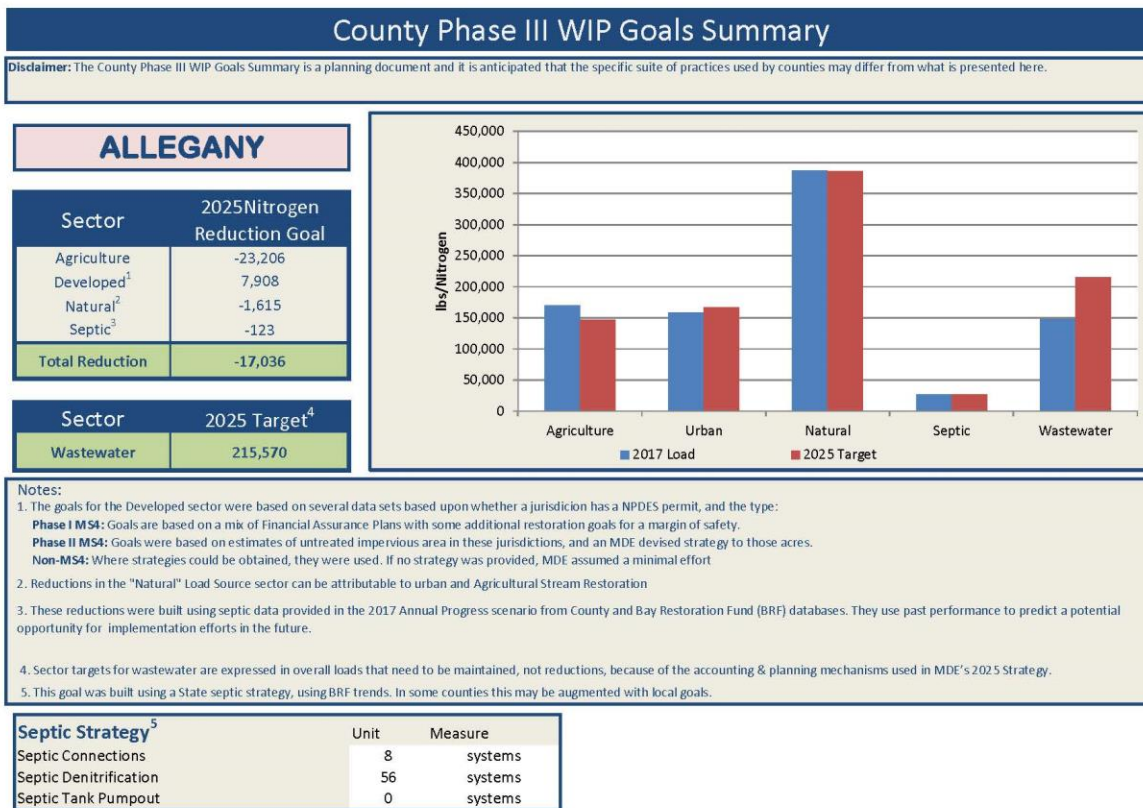 County Phase III WIP Goals Summary
Disclaimer: The County Phase III WIP Goals Summary is a planning document and it is anticipated that the specific suite of practices used by counties may differ from what is presented here.
ALLEGANY
Sector 2025Nitrogen Reduction Goal
Agriculture -23,206
Developed1 7,908
Natural2 -1,615
Septic3 -123
Total Reduction -17,036
Sector 2025 Target4
Wastewater 215,570
450,000
400,000
350,000
300,000
250,000
200,000
150,000
100,000
50,000
0
lbs/Nitrogen
Agriculture Urban Natural Septic Wastewater
2017 Load 2025 Target
Notes:
1. The goals for the Developed sector were based on several data sets based upon whether a jurisdicion has a NPDES permit, and the type:
Phase I MS4: Goals are based on a mix of Financial Assurance Plans with some additional restoration goals for a margin of safety.
Phase II MS4: Goals were based on estimates of untreated impervious area in these jurisdictions, and an MDE devised strategy to those acres.
Non-MS4: Where strategies could be obtained, they were used. If no strategy was provided, MDE assumed a minimal effort
2. Reductions in the "Natural" Load Source sector can be attributable to urban and Agricultural Stream Restoration
3. These reductions were built using septic data provided in the 2017 Annual Progress scenario from County and Bay Restoration Fund (BRF) databases. They use past performance to predict a potential
opportunity for implementation efforts in the future.
4. Sector targets for wastewater are expressed in overall loads that need to be maintained, not reductions, because of the accounting & planning mechanisms used in MDE's 2025 Strategy.
5. This goal was built using a State septic strategy, using BRF trends. In some counties this may be augmented with local goals.
Septic Strategy5 Unit Measure
Septic Connections 8 systems
Septic Denitrification 56 systems
Septic Tank Pumpout 0 systems